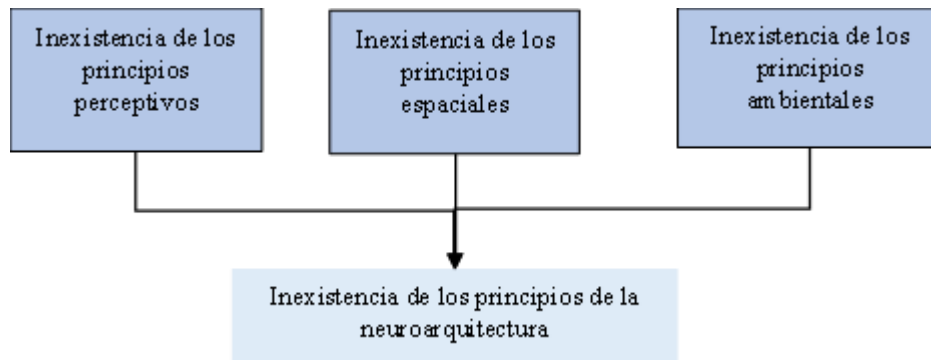 Inexistencia de los
principios
perceptivos
Inexistencia de los
principios
espaciales
Inexistencia de los
principios
ambientales
Inexistencia de los principios de la
neuroarquitectura